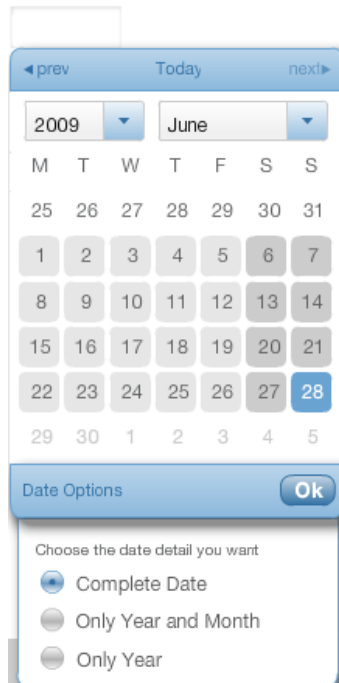 prev Today next
2009 June
M T W T F S S
25 26 27 28 29 30 31
1 2 3 4 5 6 7
8 9 10 11 12 13 14
15 16 17 18 19 20 21
22 23 24 25 26 27 28
29 30 1 2 3 4 5
Date Options Ok
Choose the date detail you want
Complete Date
Only Year and Month
Only Year